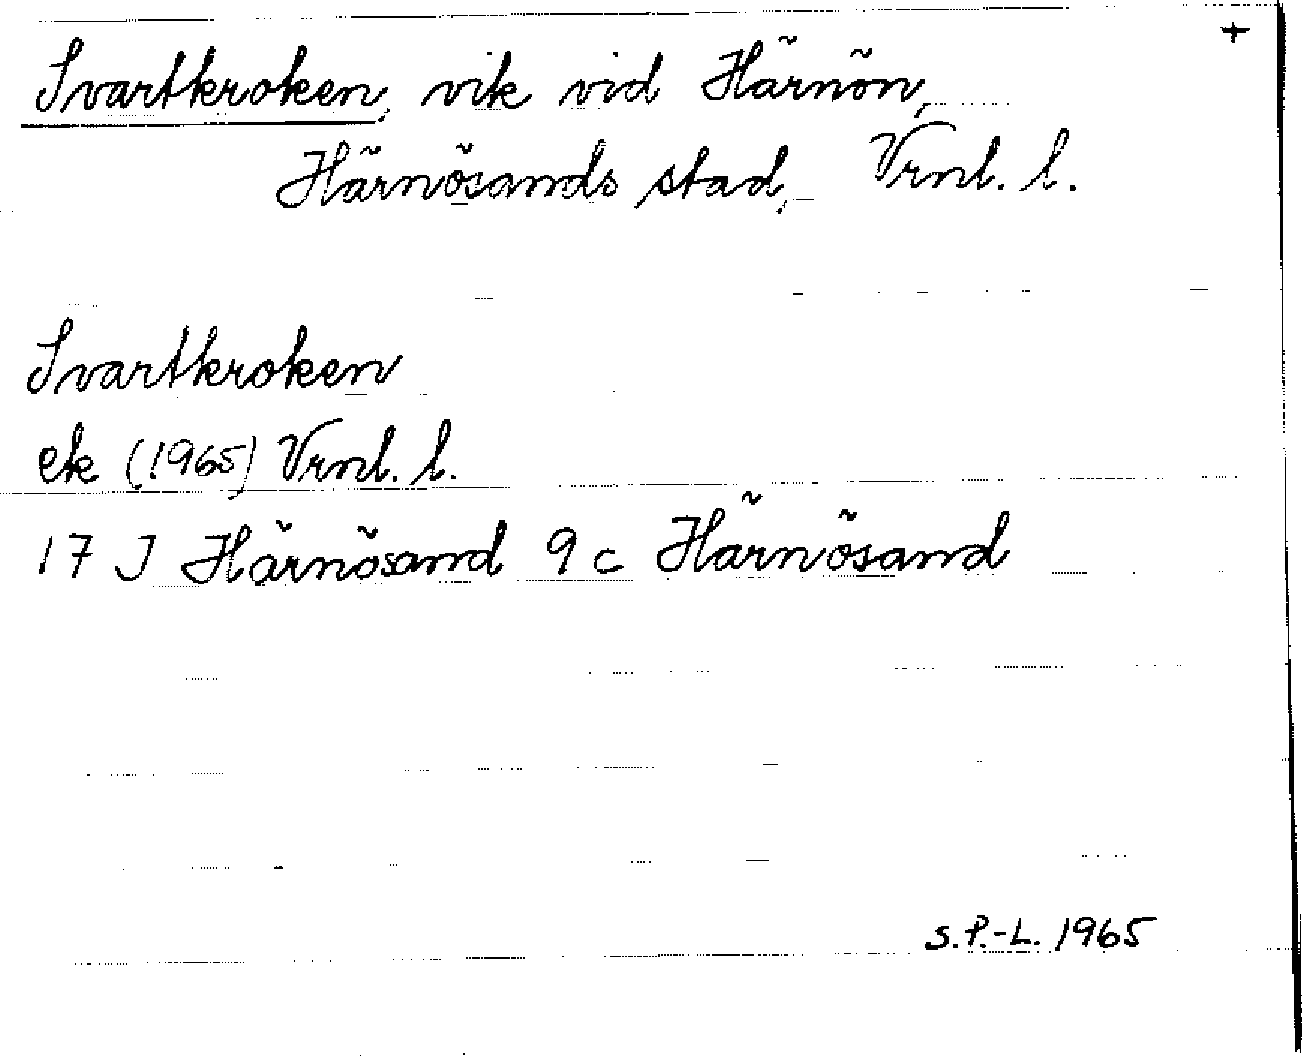 +
Svartkroken, vik vid Härnön,
Härnösands stad, Vrnl. l.
Svartkroken
ek (1965) Vrnl. l.
17 J Härnösand 9 c Härnösand
S.P.-L. 1965